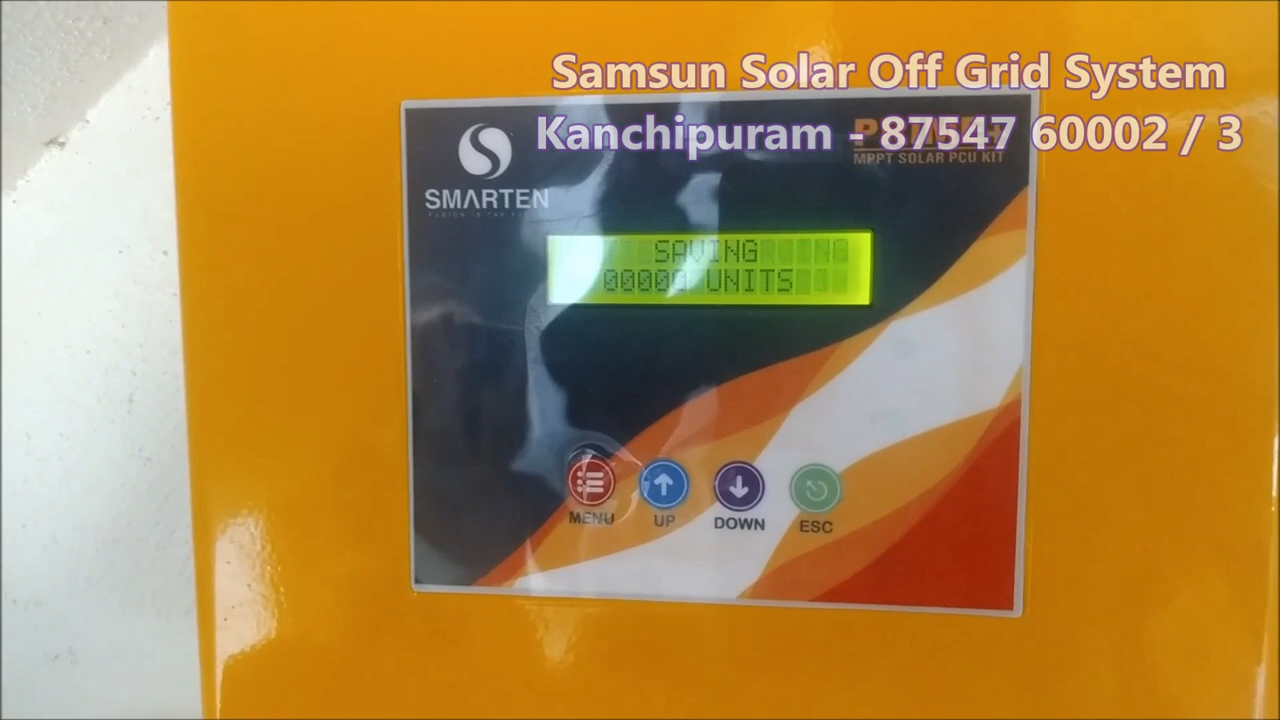 Samsun Solar Off Grid System
Kanchipuram - 87547 60002 / 3
MPPT SOLAR PCU KIT
SMARTEN
SAVING
UNITS
MENU
UP
DOWN
ESC